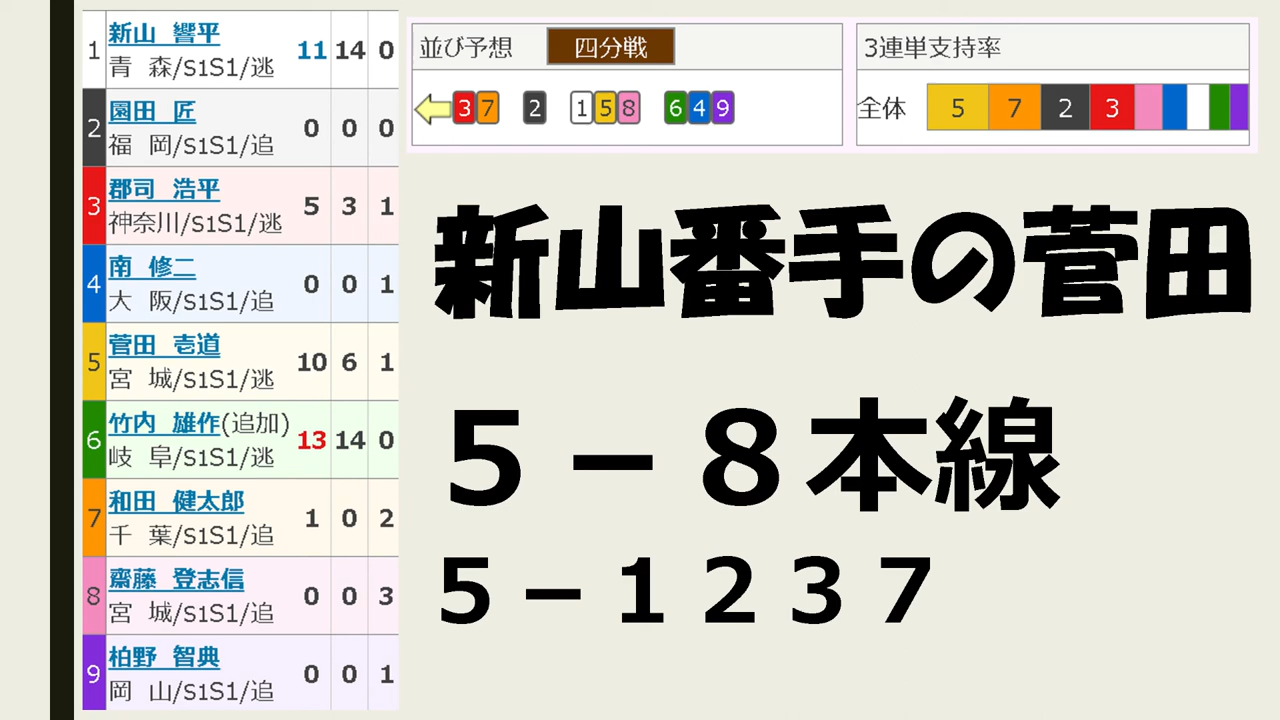 1 新山 響平 11 14 0
青 森/S1S1/逃
2 園田 匠 0 0 0
福 岡/S1S1/追
3 郡司 浩平 5 3 1
神奈川/S1S1/逃
4 南 修二 0 0 1
大 阪/S1S1/追
5 菅田 壱道 10 6 1
宮 城/S1S1/逃
6 竹内 雄作(追加) 13 14 0
岐 阜/S1S1/逃
7 和田 健太郎 1 0 2
千 葉/S1S1/追
8 齋藤 登志信 0 0 3
宮 城/S1S1/追
9 柏野 智典 0 0 1
岡 山/S1S1/追
並び予想 四分戦
3 7 2 1 5 8 6 4 9
3連単支持率
全体 5 7 2 3
新山番手の菅田
5-8本線
5-1237